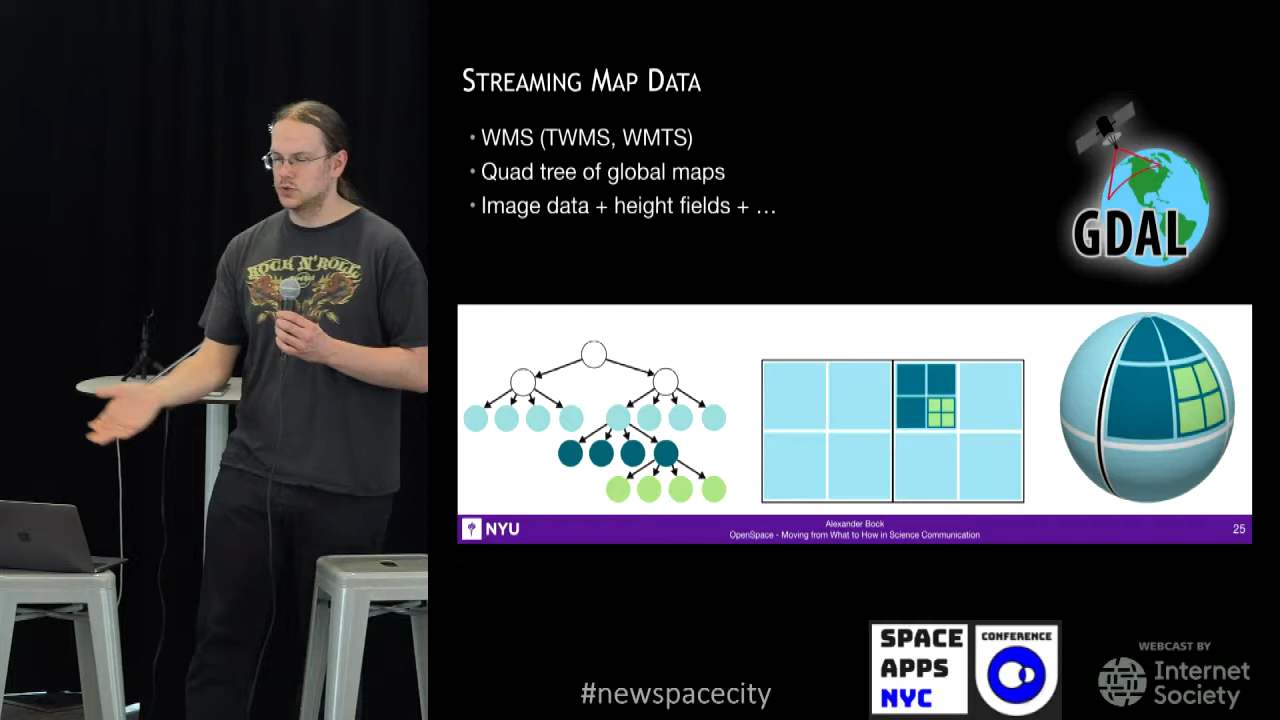 STREAMING MAP DATA
• WMS (TWMS, WMTS)
• Quad tree of global maps
• Image data + height fields + …
GDAL
ROCK N' ROLL
NYU
Alexander Bock
OpenSpace - Moving from What to How in Science Communication
25
SPACE
APPS
NYC
CONFERENCE
#newspacecity
WEBCAST BY
Internet
Society